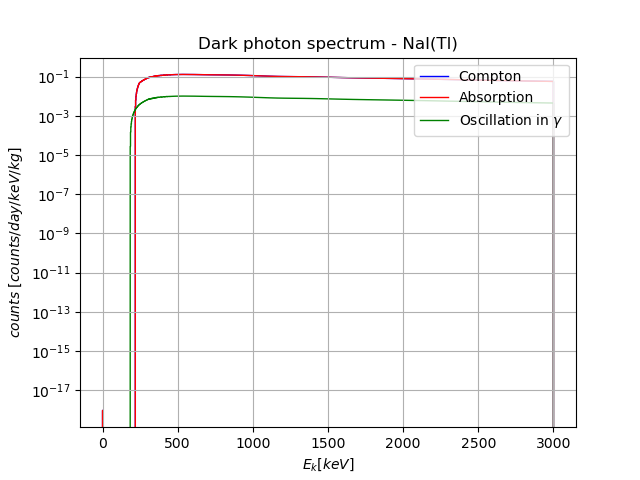 Dark photon spectrum - NaI(Tl)
counts [counts/day/keV/kg]
10⁻¹
10⁻³
10⁻⁵
10⁻⁷
10⁻⁹
10⁻¹¹
10⁻¹³
10⁻¹⁵
10⁻¹⁷
Compton
Absorption
Oscillation in γ
0 500 1000 1500 2000 2500 3000
Eₖ[keV]